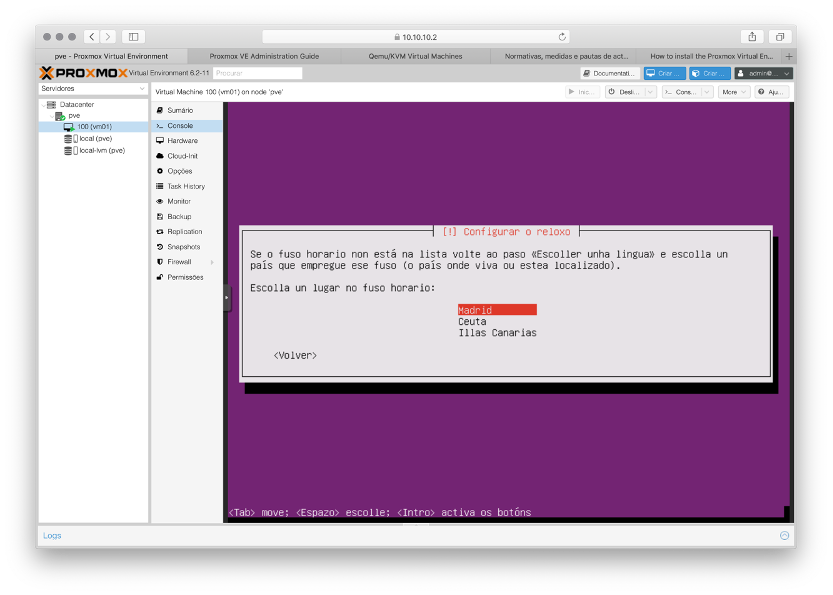 10.10.10.2
pve - Proxmox Virtual Environment
Proxmox VE Administration Guide
Qemu/KVM Virtual Machines
Normativas, medidas e pautas de act...
How to install the Proxmox Virtual En...
PROXMOX Virtual Environment 6.2-11
Procurar
Documentati...
Criar ...
Criar ...
admin@...
Servidores
Virtual Machine 100 (vm01) on node 'pve'
Inic...
Desli...
Cons...
More
Aju...
Datacenter
pve
100 (vm01)
local (pve)
local-lvm (pve)
Sumário
Console
Hardware
Cloud-Init
Opções
Task History
Monitor
Backup
Replication
Snapshots
Firewall
Permissões
[!] Configurar o reloxo
Se o fuso horario non está na lista volte ao paso «Escoller unha lingua» e escolla un
país que empregue ese fuso (o país onde viva ou estea localizado).
Escolla un lugar no fuso horario:
Madrid
Ceuta
Illas Canarias
<Volver>
<Tab> move; <Espazo> escolle; <Intro> activa os botóns
Logs